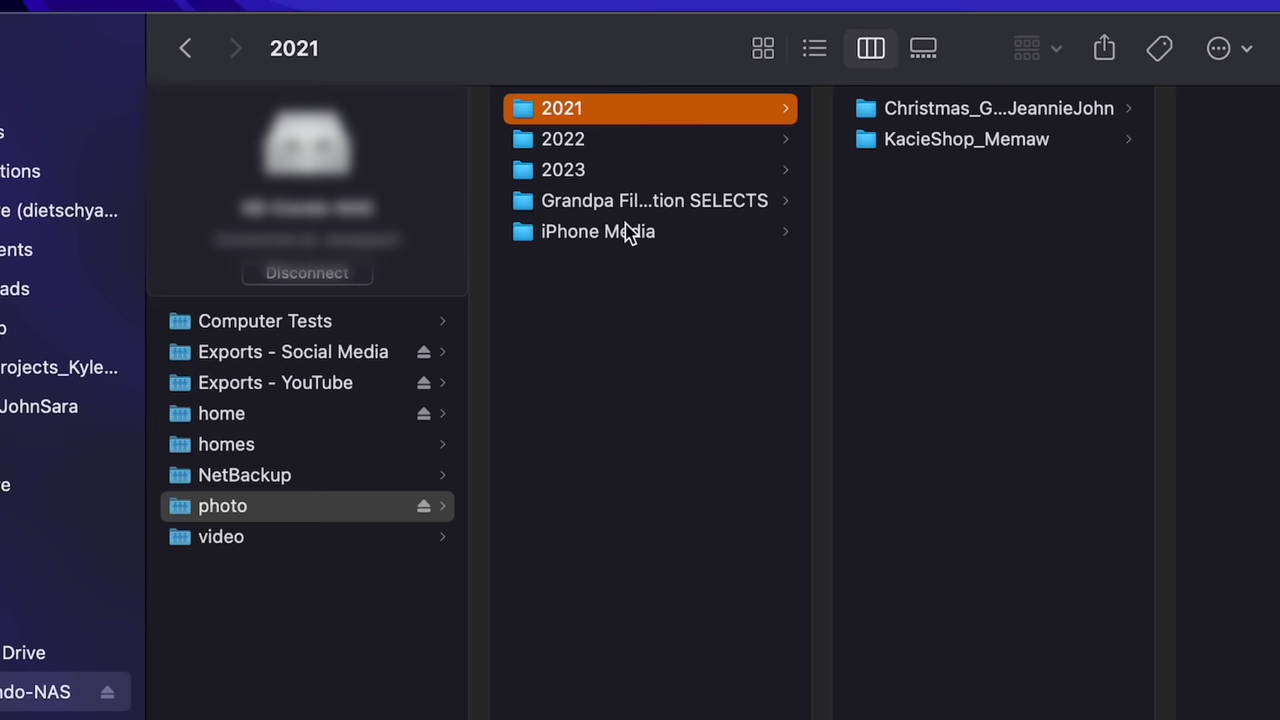 2021
s
tions
e (dietschya...
ents
ads
p
rojects_Kyle...
JohnSara
e
Drive
ndo-NAS
Disconnect
Computer Tests
Exports - Social Media
Exports - YouTube
home
homes
NetBackup
photo
video
2021
2022
2023
Grandpa Fil...tion SELECTS
iPhone Media
Christmas_G...JeannieJohn
KacieShop_Memaw